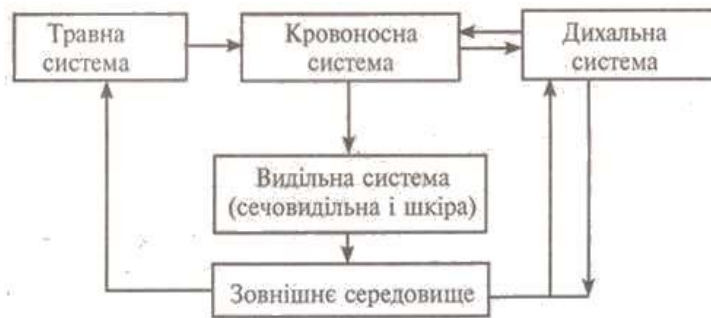 Травна
система
Кровоносна
система
Дихальна
система
Видільна система
(сечовидільна і шкіра)
Зовнішнє середовище